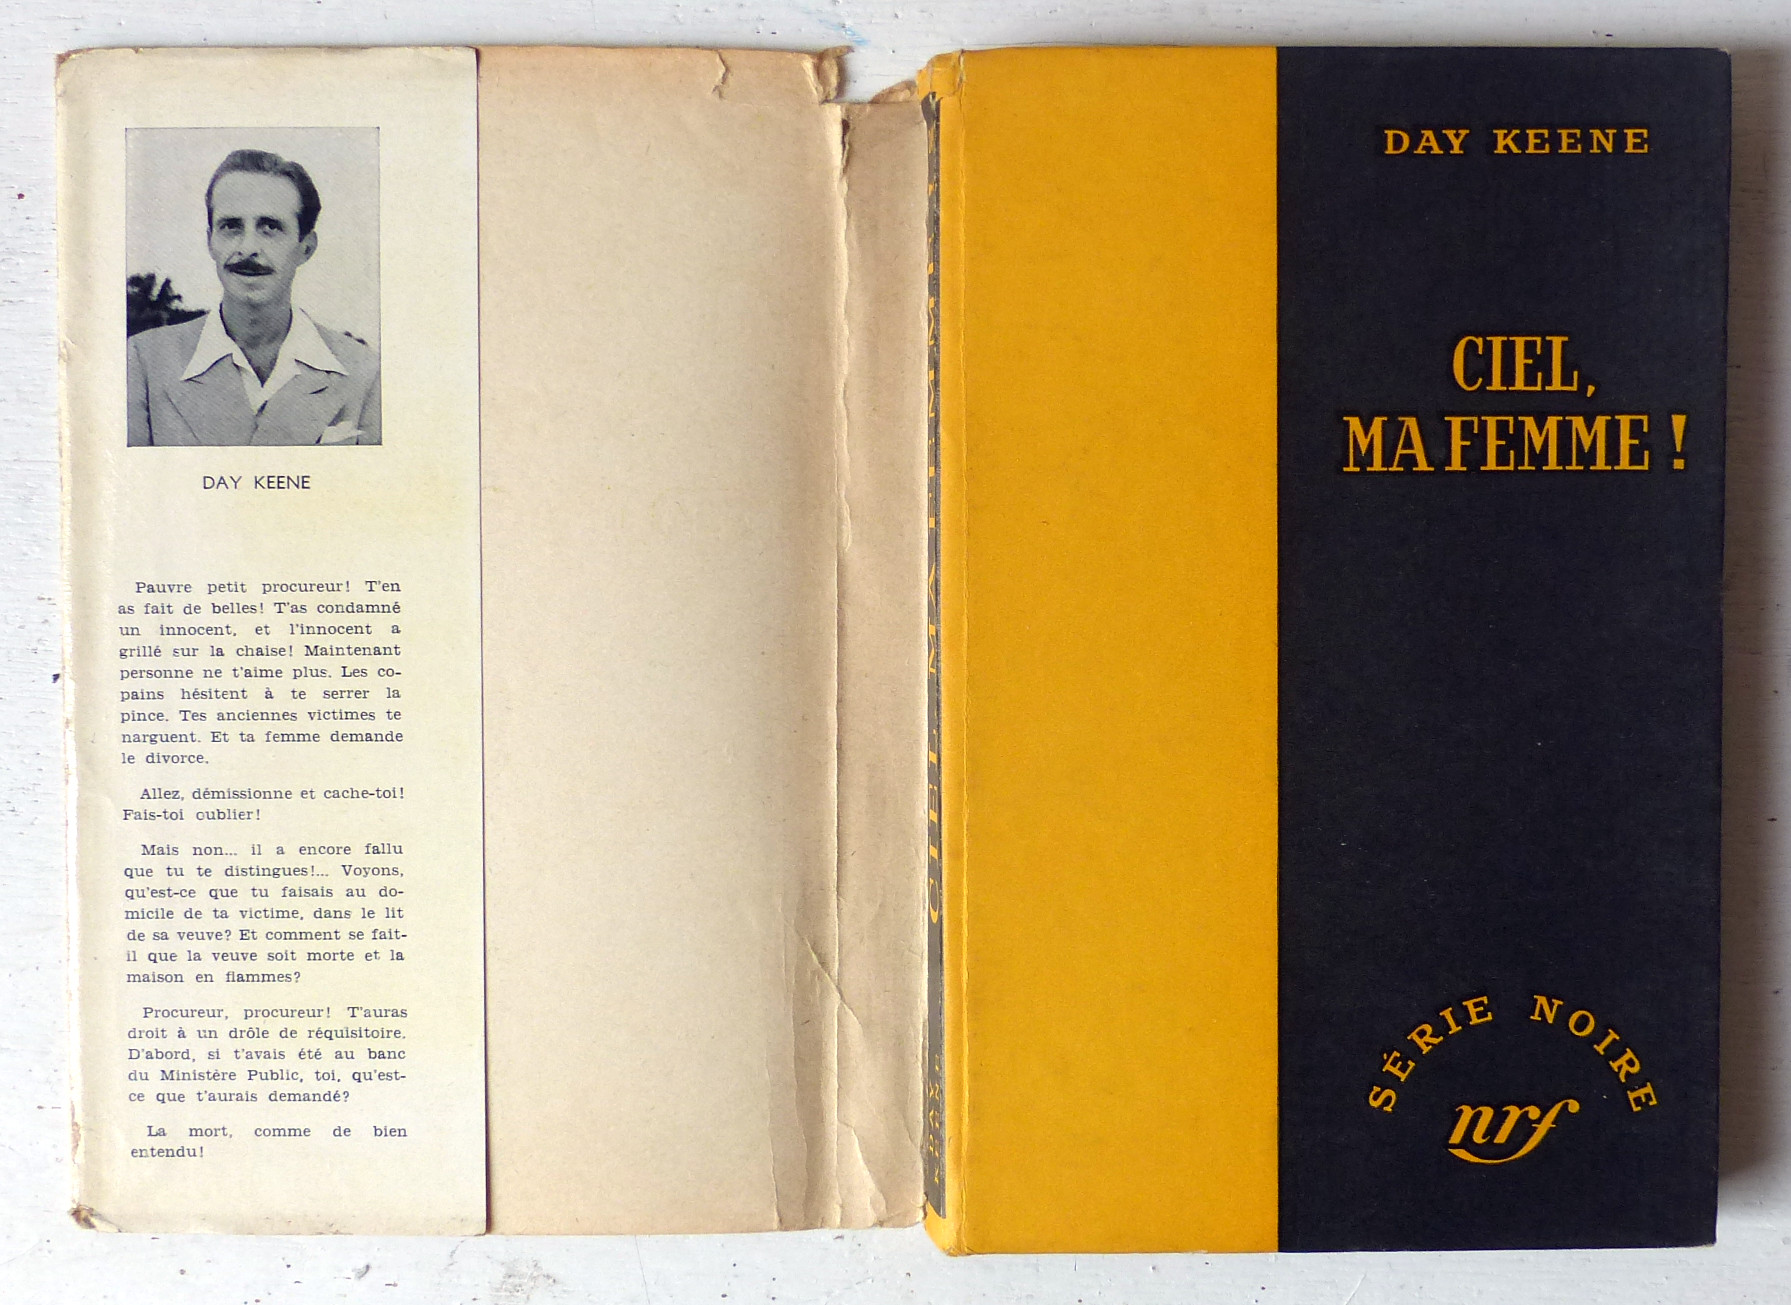 DAY KEENE
Pauvre petit procureur! T'en
as fait de belles! T'as condamné
un innocent, et l'innocent a
grillé sur la chaise! Maintenant
personne ne t'aime plus. Les co-
pains hésitent à te serrer la
pince. Tes anciennes victimes te
narguent. Et ta femme demande
le divorce.
Allez, démissionne et cache-toi!
Fais-toi oublier!
Mais non... il a encore fallu
que tu te distingues!... Voyons,
qu'est-ce que tu faisais au do-
micile de ta victime, dans le lit
de sa veuve? Et comment se fait-
il que la veuve soit morte et la
maison en flammes?
Procureur, procureur! T'auras
droit à un drôle de réquisitoire.
D'abord, si t'avais été au banc
du Ministère Public, toi, qu'est-
ce que t'aurais demandé?
La mort, comme de bien
entendu!
CIEL, MA FEMME !
DAY KEENE
CIEL,
MA FEMME !
SÉRIE NOIRE
nrf